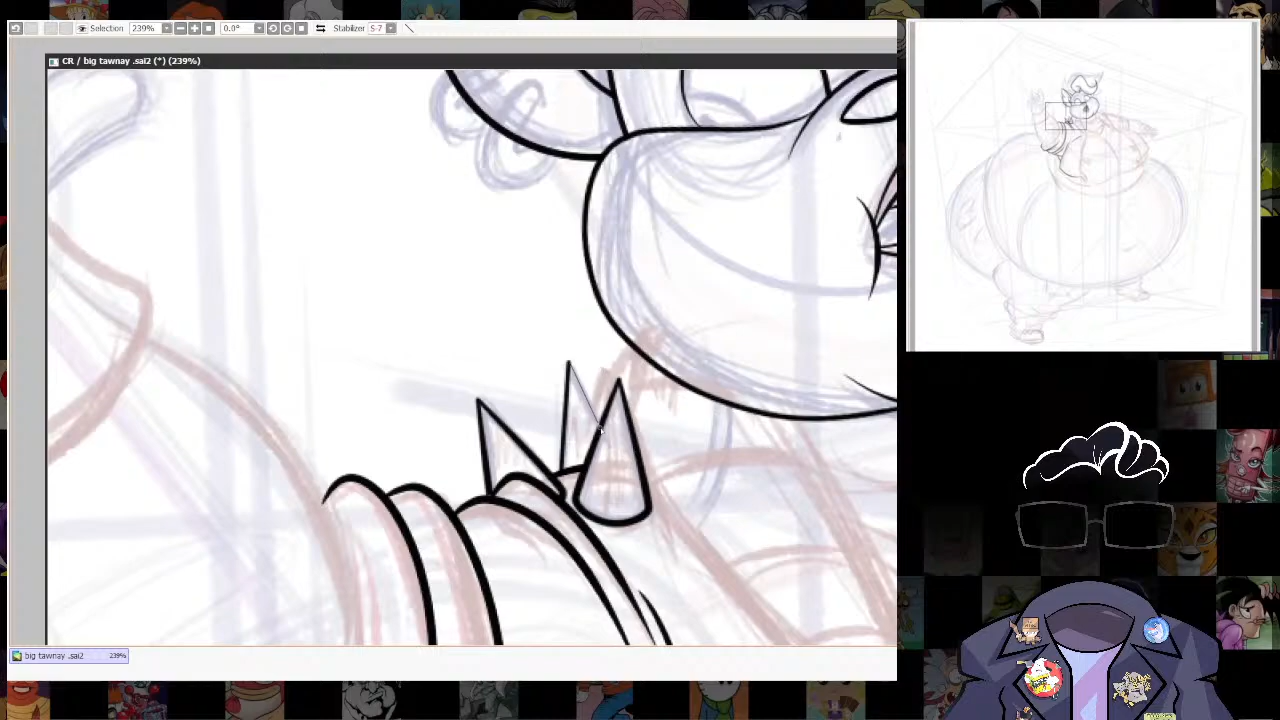 Selection 239% 0.0° Stabilizer S-7
CR / big tawnay .sai2 (*) (239%)
big tawnay .sai2 239%